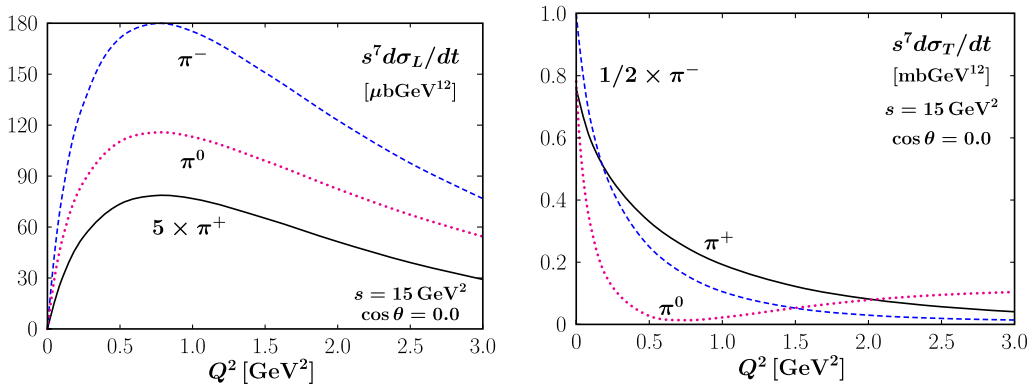 180
150
120
90
60
30
0
0 0.5 1.0 1.5 2.0 2.5 3.0
Q² [GeV²]
π⁻
π⁰
5 × π⁺
s⁷dσ_L/dt
[μbGeV¹²]
s = 15 GeV²
cos θ = 0.0
1.0
0.8
0.6
0.4
0.2
0
0 0.5 1.0 1.5 2.0 2.5 3.0
Q² [GeV²]
1/2 × π⁻
π⁺
π⁰
s⁷dσ_T/dt
[mbGeV¹²]
s = 15 GeV²
cos θ = 0.0